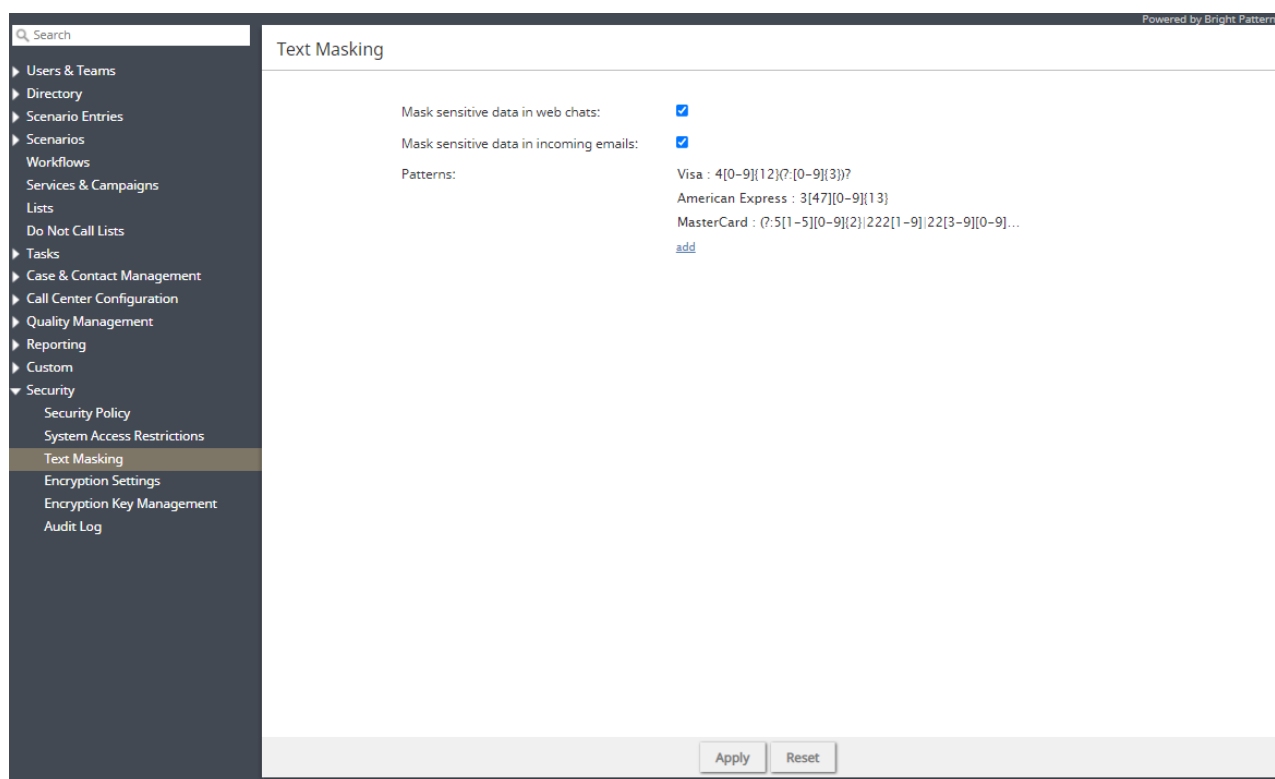 Powered by Bright Pattern
Search
Users & Teams
Directory
Scenario Entries
Scenarios
Workflows
Services & Campaigns
Lists
Do Not Call Lists
Tasks
Case & Contact Management
Call Center Configuration
Quality Management
Reporting
Custom
Security
Security Policy
System Access Restrictions
Text Masking
Encryption Settings
Encryption Key Management
Audit Log
Text Masking
Mask sensitive data in web chats:
Mask sensitive data in incoming emails:
Patterns:
Visa : 4[0-9]{12}(?:[0-9]{3})?
American Express : 3[47][0-9]{13}
MasterCard : (?:5[1-5][0-9]{2}|222[1-9]|22[3-9][0-9]...
add
Apply
Reset